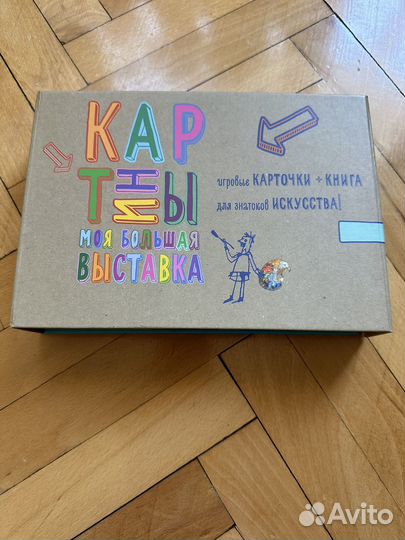 КАР
ТИНЫ
МОЯ БОЛЬШАЯ
ВЫСТАВКА
игровые КАРТОЧКИ + КНИГА
для знатоков ИСКУССТВА!
Avito